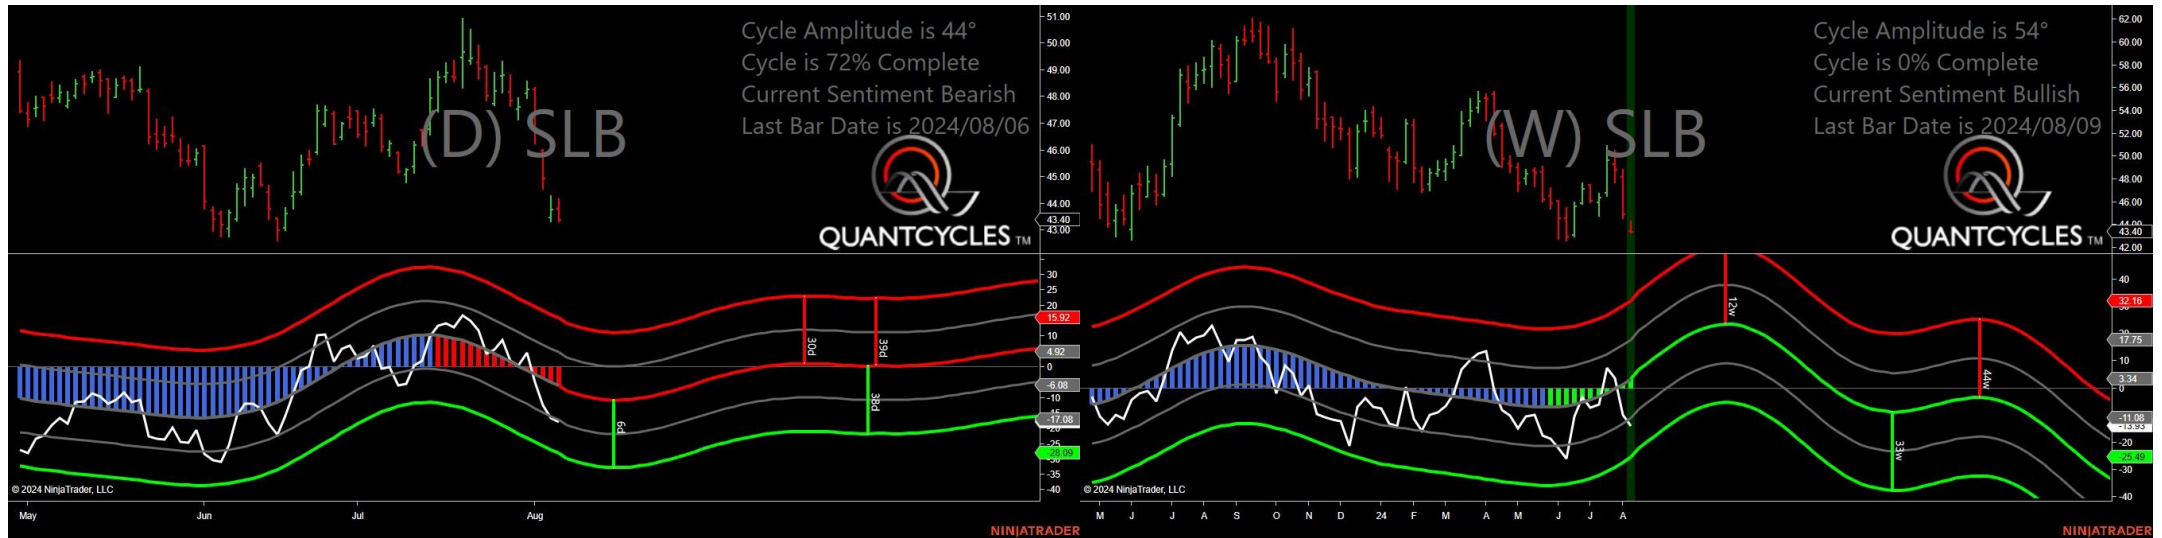 Cycle Amplitude is 44°
Cycle is 72% Complete
Current Sentiment Bearish
Last Bar Date is 2024/08/06
(D) SLB
QUANTCYCLES TM
51.00
50.00
49.00
48.00
47.00
46.00
45.00
44.00
43.40
43.00
30
25
20
15.92
10
4.92
0
-6.08
-10
-17.08
-25
-28.09
-35
-40
30d
39d
38d
6d
© 2024 NinjaTrader, LLC
May Jun Jul Aug
NINJATRADER
Cycle Amplitude is 54°
Cycle is 0% Complete
Current Sentiment Bullish
Last Bar Date is 2024/08/09
(W) SLB
QUANTCYCLES TM
62.00
60.00
58.00
56.00
54.00
52.00
50.00
48.00
46.00
44.00
43.40
42.00
40
32.16
17.75
10
3.34
0
-11.08
-13.93
-20
-25.49
-30
-40
12w
44w
33w
© 2024 NinjaTrader, LLC
M J J A S O N D 24 F M A M J J A
NINJATRADER